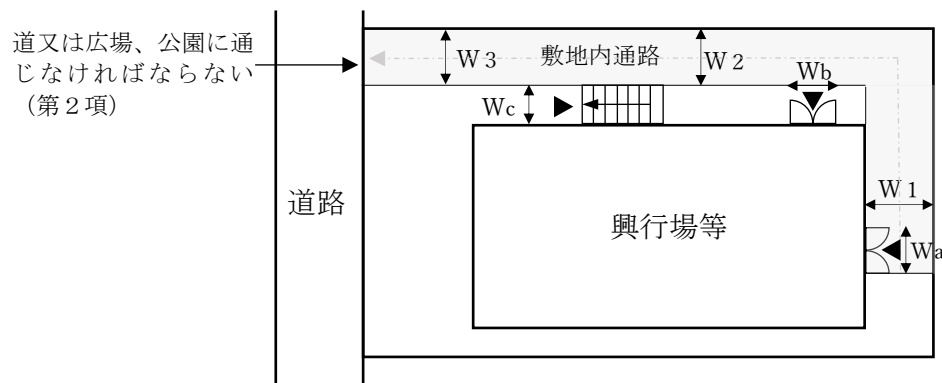 道又は広場、公園に通
じなければならない
(第２項)
Ｗ３
敷地内通路
Ｗ２
Wb
Wc
道路
興行場等
Ｗ１
Wa